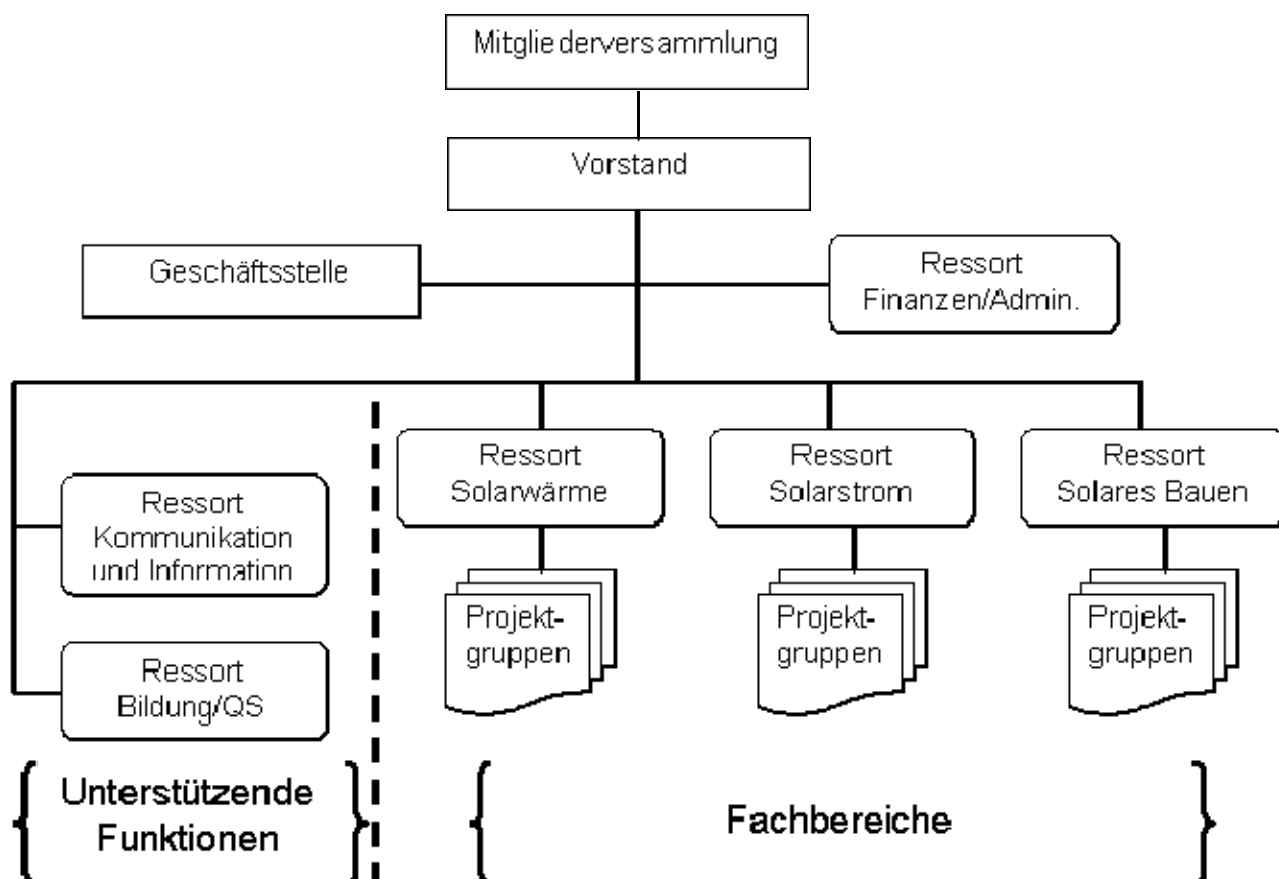 Mitgliederversammlung
Vorstand
Geschäftsstelle
Ressort
Finanzen/Admin.
Ressort
Solarwärme
Ressort
Solarstrom
Ressort
Solares Bauen
Ressort
Kommunikation
und Information
Ressort
Bildung/QS
Projekt-
gruppen
Projekt-
gruppen
Projekt-
gruppen
Unterstützende
Funktionen
Fachbereiche